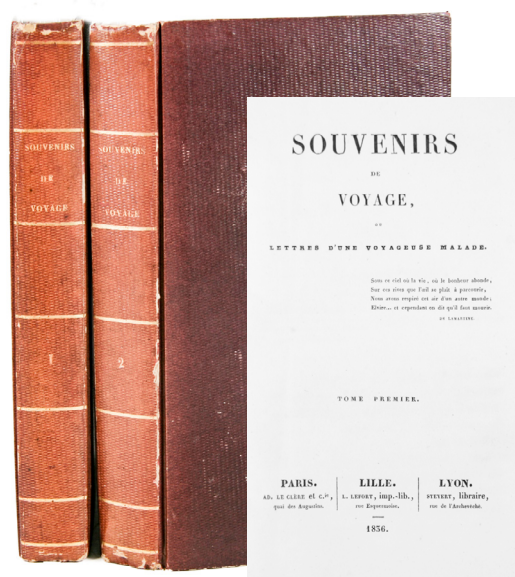 SOUVENIRS
DE
VOYAGE
1
SOUVENIRS
DE
VOYAGE
2
SOUVENIRS
DE
VOYAGE,
OU
LETTRES D'UNE VOYAGEUSE MALADE.
Sous ce ciel où la vie, où le bonheur abonde,
Sur ces rives que l'œil se plaît à parcourir,
Nous avons respiré cet air d'un autre monde;
Elvire... et cependant on dit qu'il faut mourir.
DE LAMARTINE.
TOME PREMIER.
PARIS.
AD. LE CLÈRE et C.ie,
quai des Augustins.
LILLE.
L. LEFORT, imp.-lib.,
rue Esquermoise.
LYON.
STEYERT, libraire,
rue de l'Archevêché.
1836.